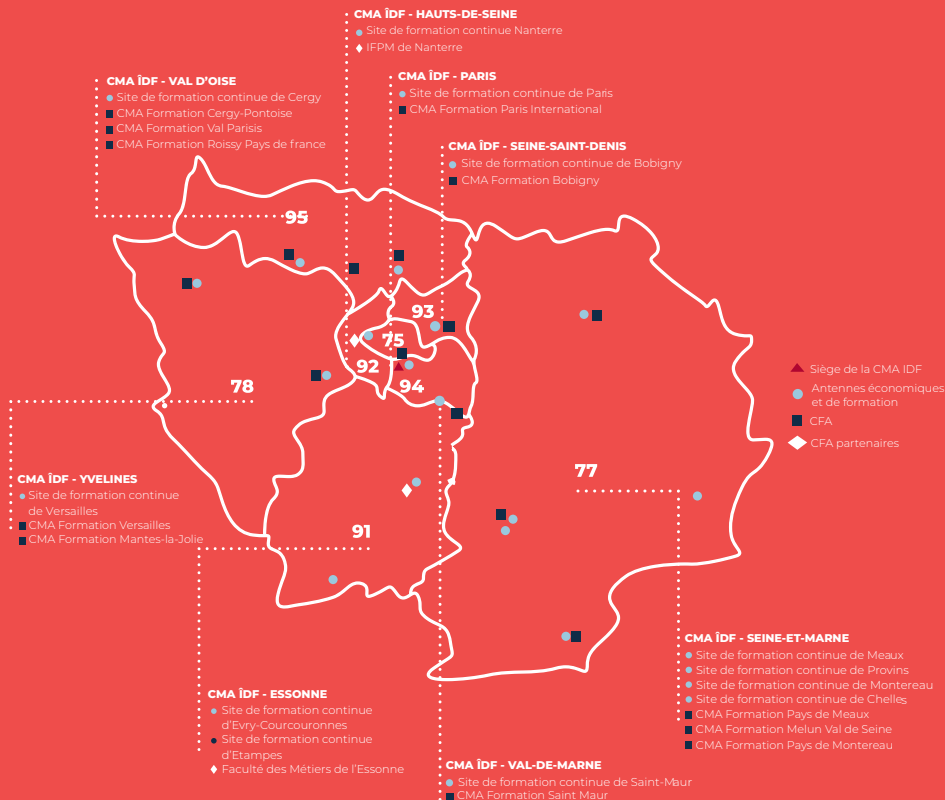 CMA ÎDF - HAUTS-DE-SEINE
Site de formation continue Nanterre
IFPM de Nanterre
CMA ÎDF - VAL D'OISE
Site de formation continue de Cergy
CMA Formation Cergy-Pontoise
CMA Formation Val Parisis
CMA Formation Roissy Pays de france
CMA ÎDF - PARIS
Site de formation continue de Paris
CMA Formation Paris International
CMA ÎDF - SEINE-SAINT-DENIS
Site de formation continue de Bobigny
CMA Formation Bobigny
95
93
75
92
94
78
77
91
Siège de la CMA IDF
Antennes économiques
et de formation
CFA
CFA partenaires
CMA ÎDF - YVELINES
Site de formation continue
de Versailles
CMA Formation Versailles
CMA Formation Mantes-la-Jolie
CMA ÎDF - SEINE-ET-MARNE
Site de formation continue de Meaux
Site de formation continue de Provins
Site de formation continue de Montereau
Site de formation continue de Chelles
CMA Formation Pays de Meaux
CMA Formation Melun Val de Seine
CMA Formation Pays de Montereau
CMA ÎDF - ESSONNE
Site de formation continue
d'Evry-Courcouronnes
Site de formation continue
d'Etampes
Faculté des Métiers de l'Essonne
CMA ÎDF - VAL-DE-MARNE
Site de formation continue de Saint-Maur
CMA Formation Saint Maur